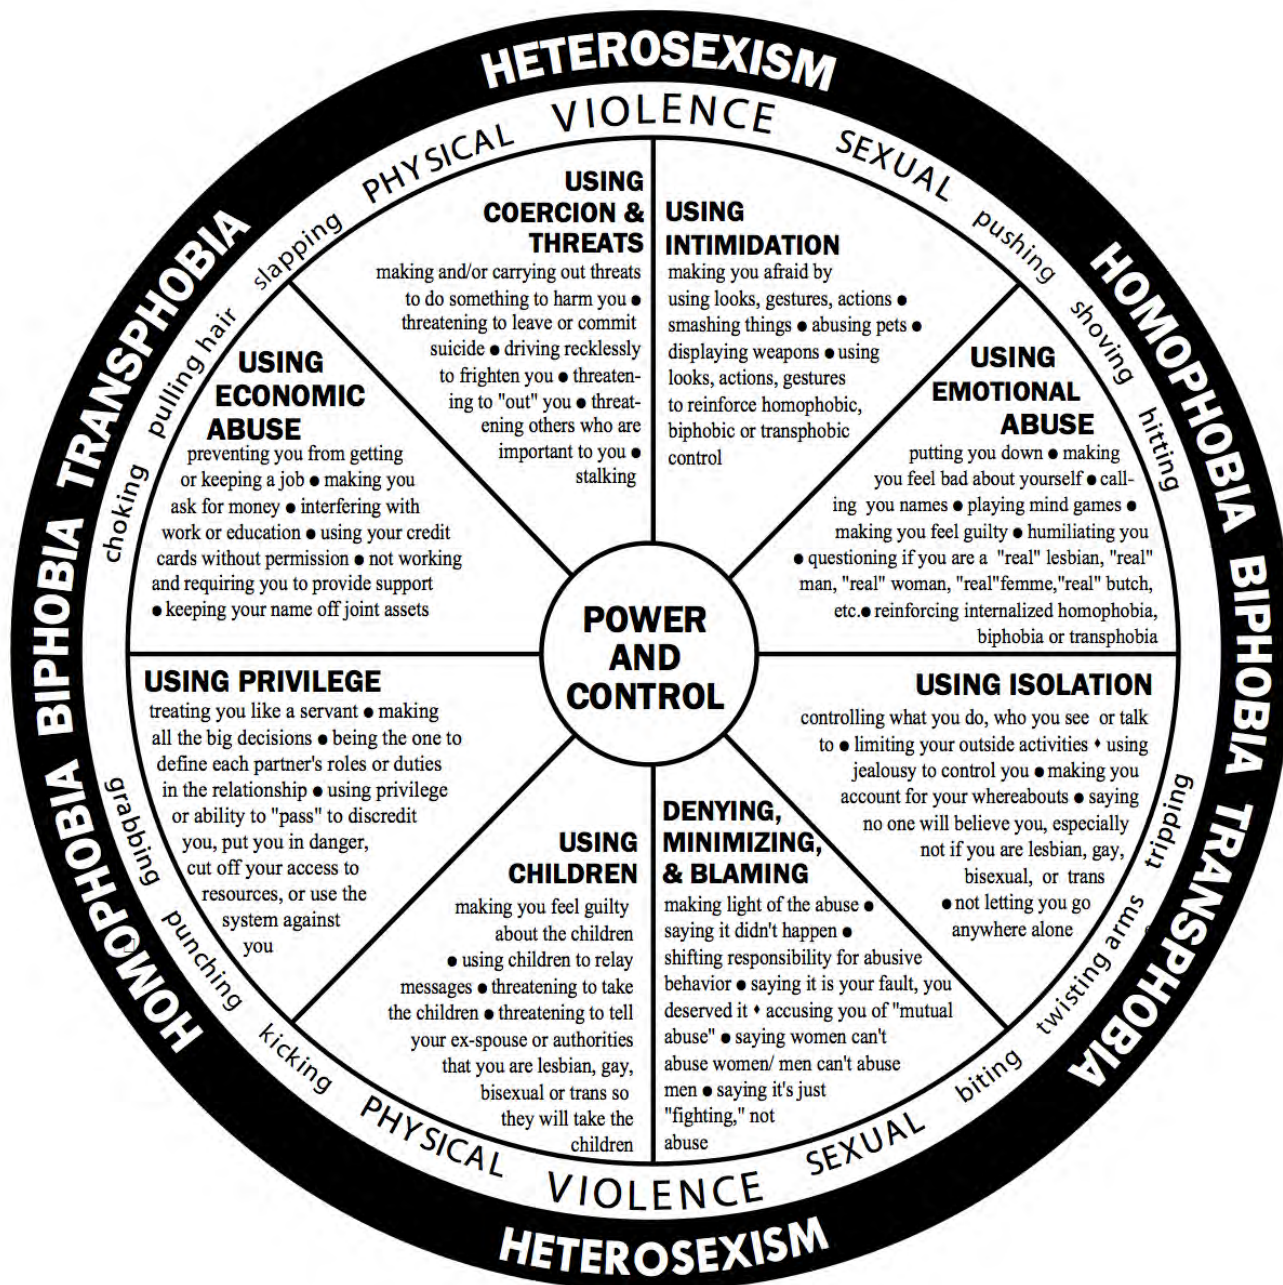 HETEROSEXISM
HOMOPHOBIA BIPHOBIA TRANSPHOBIA
HETEROSEXISM
HOMOPHOBIA BIPHOBIA TRANSPHOBIA
PHYSICAL VIOLENCE SEXUAL
pushing shoving hitting
tripping
twisting arms
biting
PHYSICAL VIOLENCE SEXUAL
kicking
punching
grabbing
choking pulling hair slapping
USING
COERCION &
THREATS
making and/or carrying out threats
to do something to harm you ●
threatening to leave or commit
suicide ● driving recklessly
to frighten you ● threaten-
ing to "out" you ● threat-
ening others who are
important to you ●
stalking
USING
INTIMIDATION
making you afraid by
using looks, gestures, actions ●
smashing things ● abusing pets ●
displaying weapons ● using
looks, actions, gestures
to reinforce homophobic,
biphobic or transphobic
control
USING
EMOTIONAL
ABUSE
putting you down ● making
you feel bad about yourself ● call-
ing you names ● playing mind games ●
making you feel guilty ● humiliating you
● questioning if you are a "real" lesbian, "real"
man, "real" woman, "real"femme,"real" butch,
etc.● reinforcing internalized homophobia,
biphobia or transphobia
USING ISOLATION
controlling what you do, who you see or talk
to ● limiting your outside activities ♦ using
jealousy to control you ● making you
account for your whereabouts ● saying
no one will believe you, especially
not if you are lesbian, gay,
bisexual, or trans
● not letting you go
anywhere alone
DENYING,
MINIMIZING,
& BLAMING
making light of the abuse ●
saying it didn't happen ●
shifting responsibility for abusive
behavior ● saying it is your fault, you
deserved it ♦ accusing you of "mutual
abuse" ● saying women can't
abuse women/ men can't abuse
men ● saying it's just
"fighting," not
abuse
USING
CHILDREN
making you feel guilty
about the children
● using children to relay
messages ● threatening to take
the children ● threatening to tell
your ex-spouse or authorities
that you are lesbian, gay,
bisexual or trans so
they will take the
children
USING PRIVILEGE
treating you like a servant ● making
all the big decisions ● being the one to
define each partner's roles or duties
in the relationship ● using privilege
or ability to "pass" to discredit
you, put you in danger,
cut off your access to
resources, or use the
system against
you
USING
ECONOMIC
ABUSE
preventing you from getting
or keeping a job ● making you
ask for money ● interfering with
work or education ● using your credit
cards without permission ● not working
and requiring you to provide support
● keeping your name off joint assets
POWER
AND
CONTROL